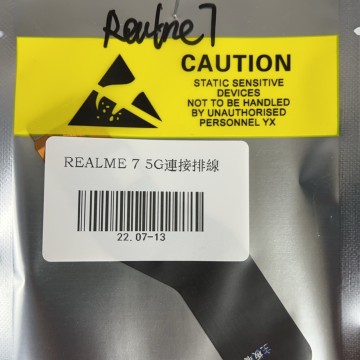 Realme 7
CAUTION
STATIC SENSITIVE
DEVICES
NOT TO BE HANDLED
BY UNAUTHORISED
PERSONNEL YX
REALME 7 5G連接排線
22.07-13